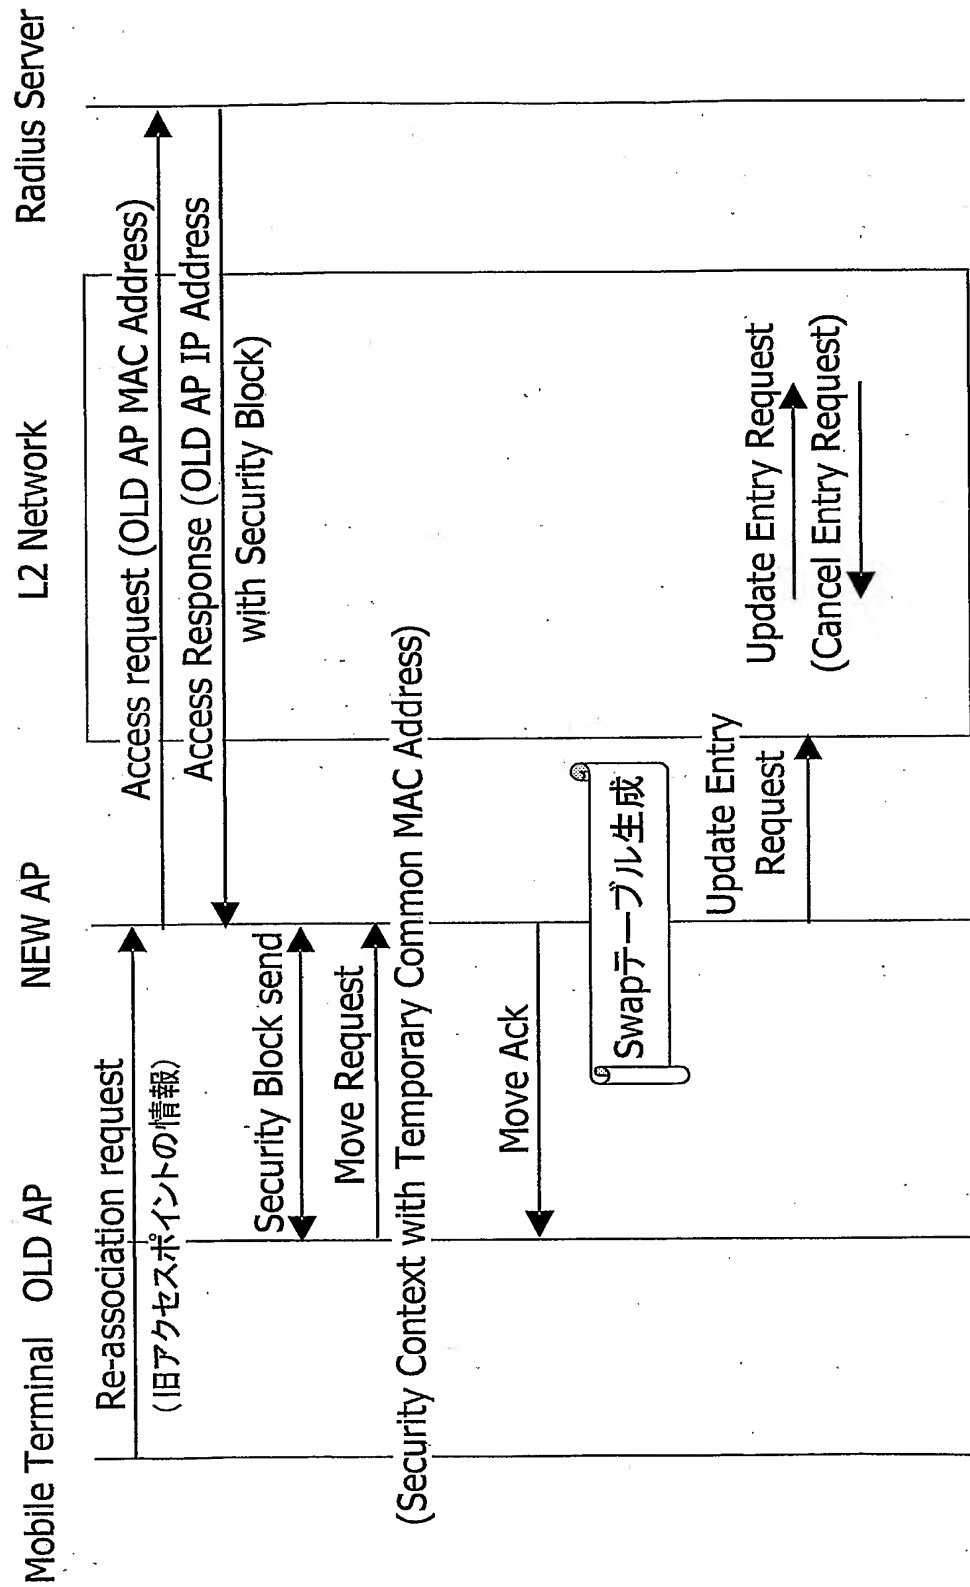 Mobile Terminal
OLD AP
NEW AP
L2 Network
Radius Server
Re-association request
(旧アクセスポイントの情報)
Access request (OLD AP MAC Address)
Access Response (OLD AP IP Address
with Security Block)
Security Block send
Move Request
(Security Context with Temporary Common MAC Address)
Move Ack
Swapテーブル生成
Update Entry
Request
Update Entry Request
(Cancel Entry Request)